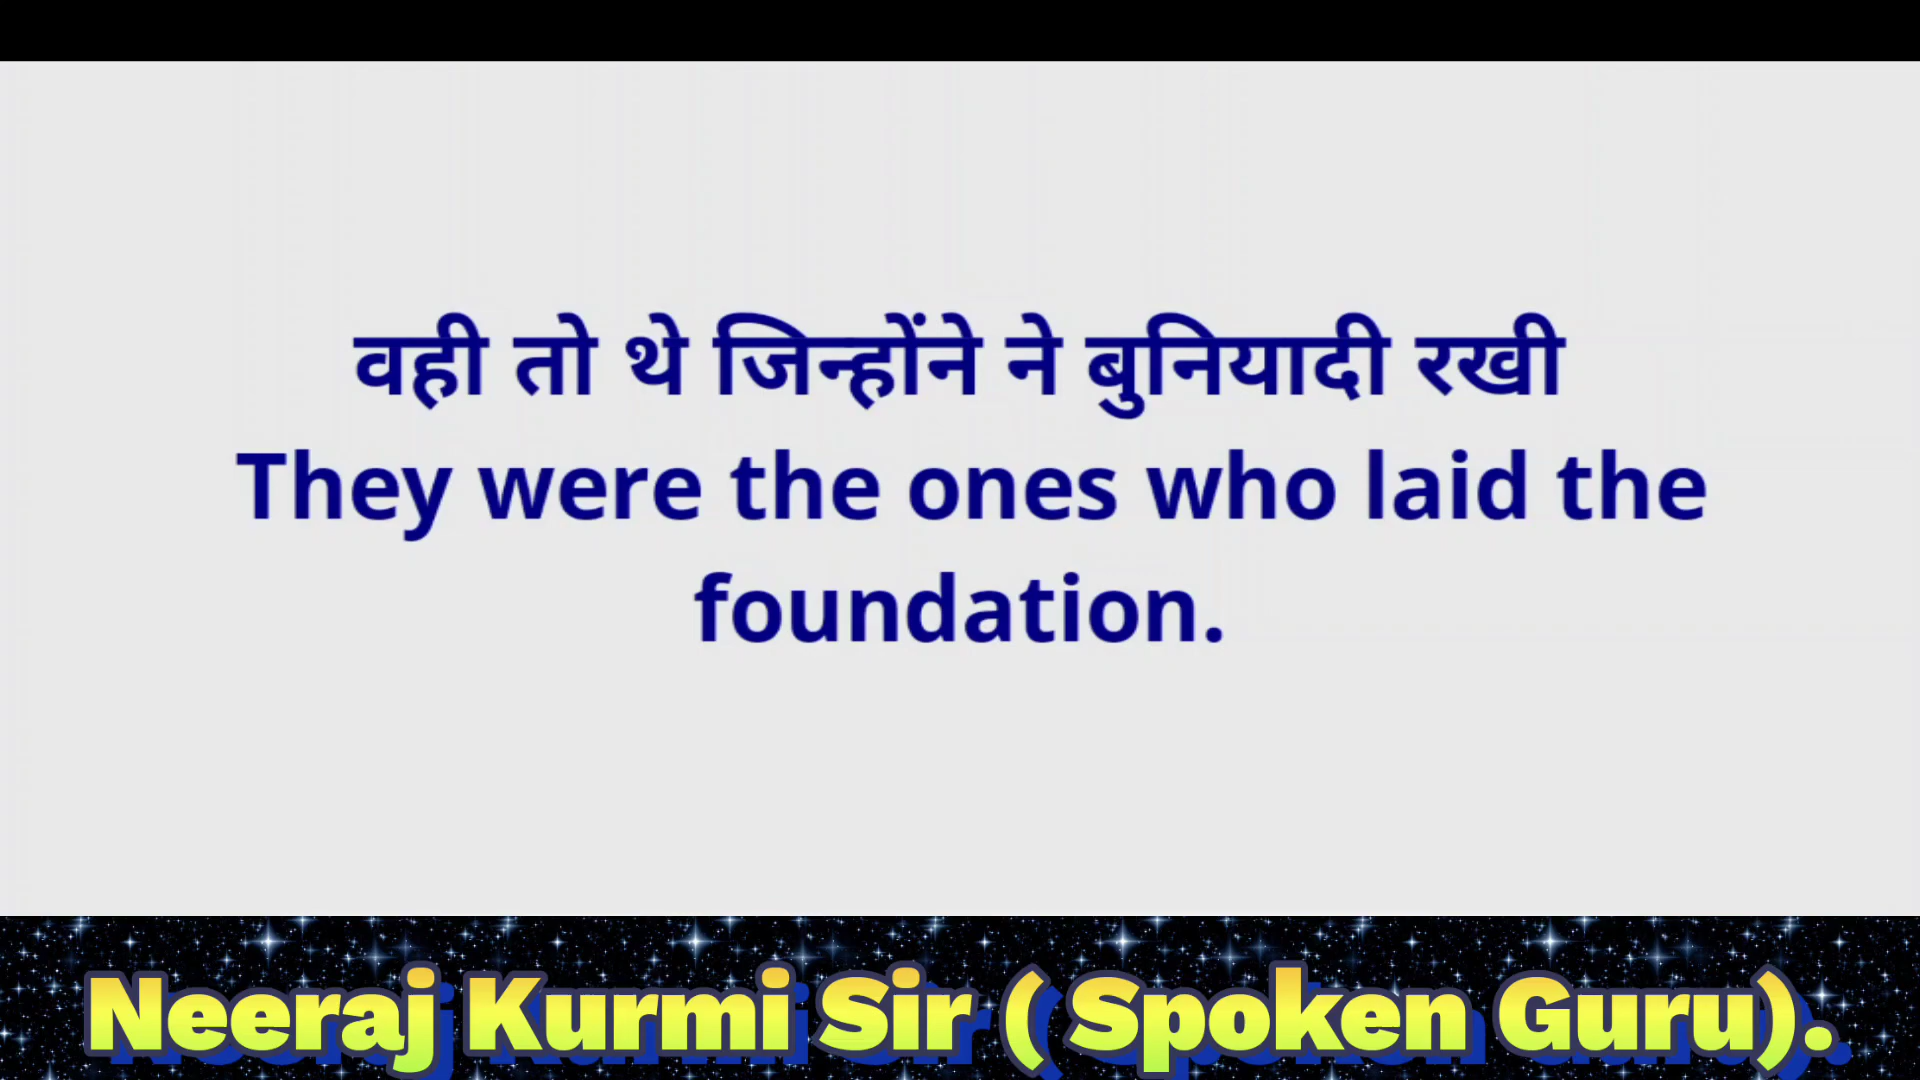 वही तो थे जिन्होंने ने बुनियादी रखी
They were the ones who laid the
foundation.
Neeraj Kurmi Sir ( Spoken Guru).